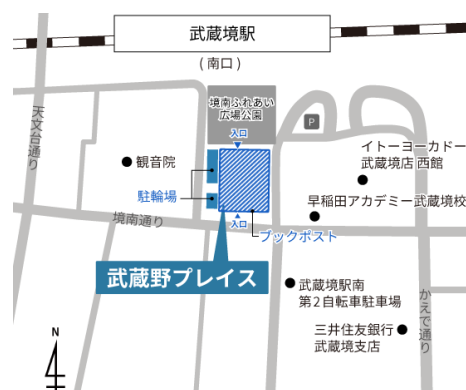 武蔵境駅
(南口)
境南ふれあい
広場公園
P
天文台通り
入口
イトーヨーカドー
武蔵境店 西館
観音院
駐輪場
早稲田アカデミー武蔵境校
境南通り
入口
ブックポスト
武蔵野プレイス
武蔵境駅南
第2自転車駐車場
かえで通り
三井住友銀行
武蔵境支店
N
4